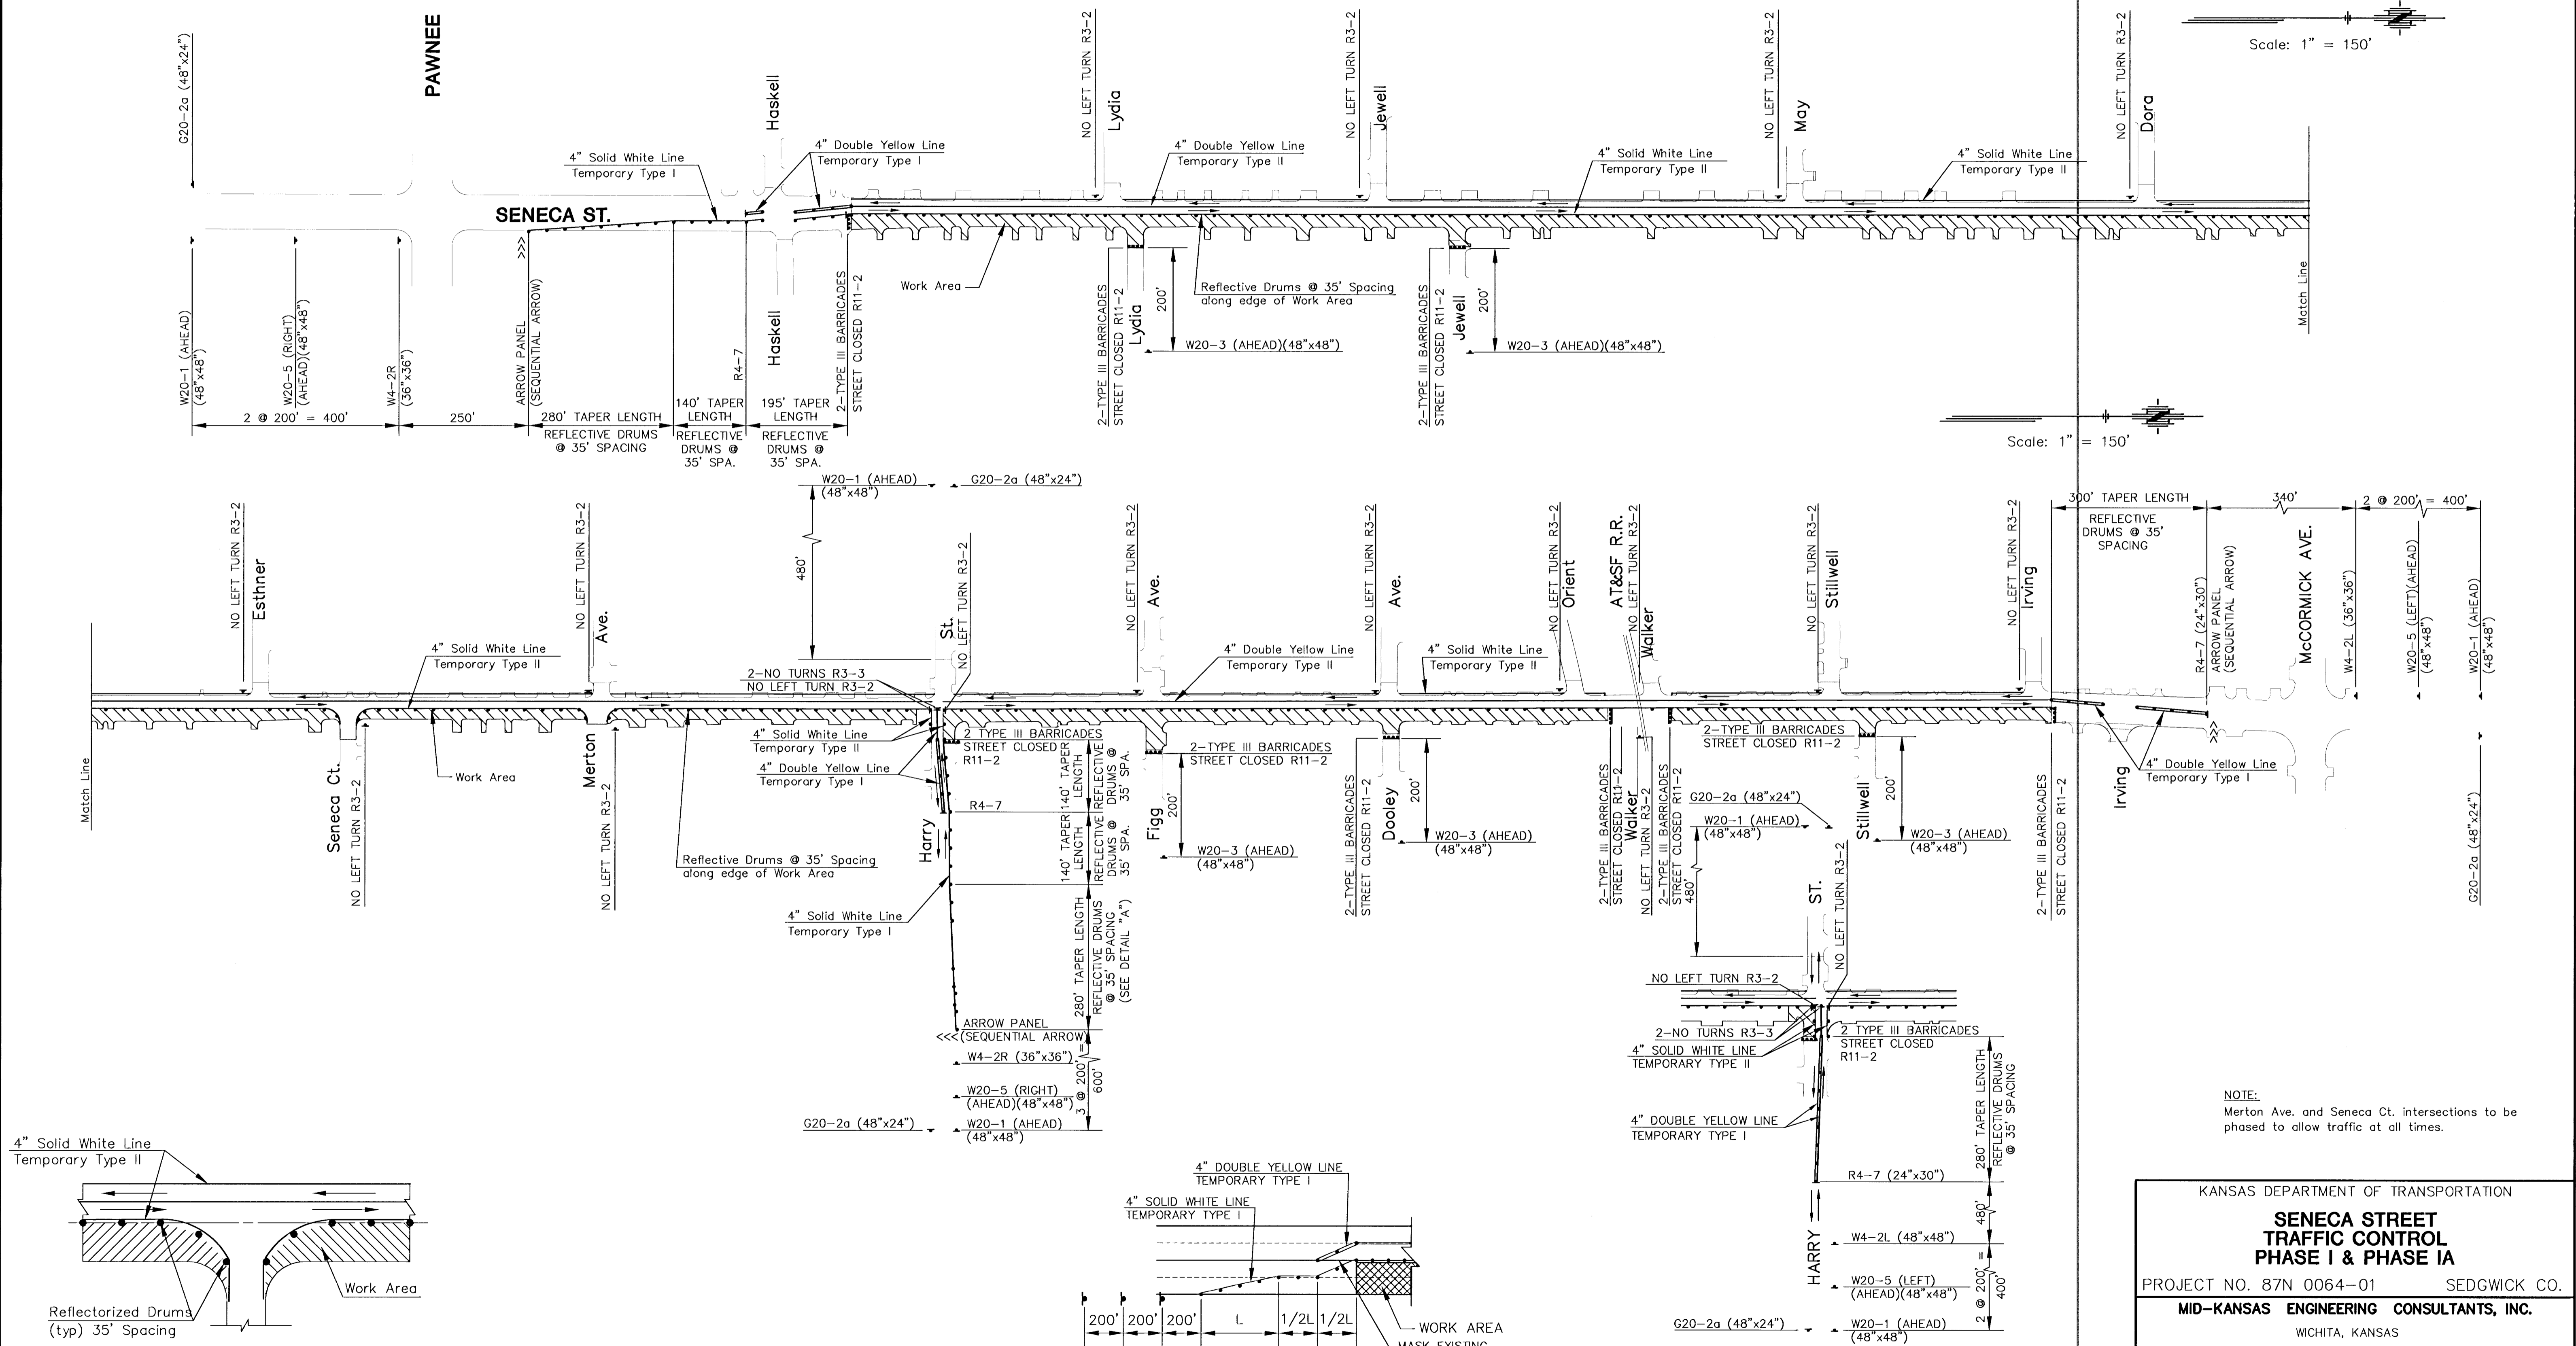 PAWNEE
G20-2a (48"x24")
Haskell
NO LEFT TURN R3-2
Lydia
NO LEFT TURN R3-2
Jewell
NO LEFT TURN R3-2
May
NO LEFT TURN R3-2
Dora
Scale: 1" = 150'
4" Solid White Line
Temporary Type I
4" Double Yellow Line
Temporary Type I
4" Double Yellow Line
Temporary Type II
4" Solid White Line
Temporary Type II
4" Solid White Line
Temporary Type II
SENECA ST.
>>>
Work Area
Reflective Drums @ 35' Spacing
along edge of Work Area
Match Line
W20-1 (AHEAD)
(48"x48")
W20-5 (RIGHT)
(AHEAD)(48"x48")
W4-2R
(36"x36")
ARROW PANEL
(SEQUENTIAL ARROW)
R4-7
Haskell
2-TYPE III BARRICADES
STREET CLOSED R11-2
2-TYPE III BARRICADES
STREET CLOSED R11-2
Lydia
200'
W20-3 (AHEAD)(48"x48")
2-TYPE III BARRICADES
STREET CLOSED R11-2
Jewell
200'
W20-3 (AHEAD)(48"x48")
2 @ 200' = 400'
250'
280' TAPER LENGTH
REFLECTIVE DRUMS
@ 35' SPACING
140' TAPER
LENGTH
REFLECTIVE
DRUMS @
35' SPA.
195' TAPER
LENGTH
REFLECTIVE
DRUMS @
35' SPA.
Scale: 1" = 150'
W20-1 (AHEAD)
(48"x48")
G20-2a (48"x24")
480'
NO LEFT TURN R3-2
Esthner
NO LEFT TURN R3-2
Ave.
St.
NO LEFT TURN R3-2
NO LEFT TURN R3-2
Ave.
NO LEFT TURN R3-2
Ave.
NO LEFT TURN R3-2
Orient
AT&SF R.R.
NO LEFT TURN R3-2
Walker
NO LEFT TURN R3-2
Stillwell
NO LEFT TURN R3-2
Irving
300' TAPER LENGTH
REFLECTIVE
DRUMS @ 35'
SPACING
340'
2 @ 200' = 400'
R4-7 (24"x30")
ARROW PANEL
(SEQUENTIAL ARROW)
McCORMICK AVE.
W4-2L (36"x36")
W20-5 (LEFT)(AHEAD)
(48"x48")
W20-1 (AHEAD)
(48"x48")
4" Solid White Line
Temporary Type II
2-NO TURNS R3-3
NO LEFT TURN R3-2
4" Double Yellow Line
Temporary Type II
4" Solid White Line
Temporary Type II
Match Line
Seneca Ct.
NO LEFT TURN R3-2
Work Area
Merton
NO LEFT TURN R3-2
Reflective Drums @ 35' Spacing
along edge of Work Area
4" Solid White Line
Temporary Type II
4" Double Yellow Line
Temporary Type I
2 TYPE III BARRICADES
STREET CLOSED
R11-2
R4-7
Harry
4" Solid White Line
Temporary Type I
140' TAPER
LENGTH
REFLECTIVE
DRUMS @
35' SPA.
140' TAPER
LENGTH
REFLECTIVE
DRUMS @
35' SPA.
280' TAPER LENGTH
REFLECTIVE DRUMS
@ 35' SPACING
(SEE DETAIL "A")
2-TYPE III BARRICADES
STREET CLOSED R11-2
Figg
200'
W20-3 (AHEAD)
(48"x48")
2-TYPE III BARRICADES
STREET CLOSED R11-2
Dooley
200'
W20-3 (AHEAD)
(48"x48")
2-TYPE III BARRICADES
STREET CLOSED R11-2
Walker
NO LEFT TURN R3-2
2-TYPE III BARRICADES
STREET CLOSED R11-2
2-TYPE III BARRICADES
STREET CLOSED R11-2
Stillwell
200'
W20-3 (AHEAD)
(48"x48")
2-TYPE III BARRICADES
STREET CLOSED R11-2
Irving
4" Double Yellow Line
Temporary Type I
>>>
G20-2a (48"x24")
ARROW PANEL
<<<(SEQUENTIAL ARROW)
W4-2R (36"x36")
W20-5 (RIGHT)
(AHEAD)(48"x48")
G20-2a (48"x24")
W20-1 (AHEAD)
(48"x48")
3 @ 200' =
600'
G20-2a (48"x24")
W20-1 (AHEAD)
(48"x48")
480'
ST.
NO LEFT TURN R3-2
NO LEFT TURN R3-2
2-NO TURNS R3-3
4" SOLID WHITE LINE
TEMPORARY TYPE II
2 TYPE III BARRICADES
STREET CLOSED
R11-2
4" DOUBLE YELLOW LINE
TEMPORARY TYPE I
280' TAPER LENGTH
REFLECTIVE DRUMS
@ 35' SPACING
R4-7 (24"x30")
480'
HARRY
W4-2L (48"x48")
W20-5 (LEFT)
(AHEAD)(48"x48")
2 @ 200' =
400'
G20-2a (48"x24")
W20-1 (AHEAD)
(48"x48")
4" Solid White Line
Temporary Type II
Work Area
Reflectorized Drums
(typ) 35' Spacing
4" DOUBLE YELLOW LINE
TEMPORARY TYPE I
4" SOLID WHITE LINE
TEMPORARY TYPE I
200'
200'
200'
L
1/2L
1/2L
WORK AREA
MASK EXISTING
NOTE:
Merton Ave. and Seneca Ct. intersections to be
phased to allow traffic at all times.
KANSAS DEPARTMENT OF TRANSPORTATION
SENECA STREET
TRAFFIC CONTROL
PHASE I & PHASE IA
PROJECT NO. 87N 0064-01 SEDGWICK CO.
MID-KANSAS ENGINEERING CONSULTANTS, INC.
WICHITA, KANSAS